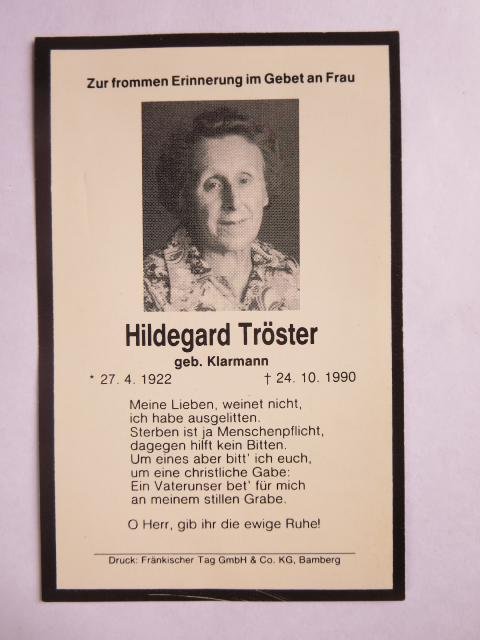 Zur frommen Erinnerung im Gebet an Frau
Hildegard Tröster
geb. Klarmann
* 27. 4. 1922 † 24. 10. 1990
Meine Lieben, weinet nicht,
ich habe ausgelitten.
Sterben ist ja Menschenpflicht,
dagegen hilft kein Bitten.
Um eines aber bitt' ich euch,
um eine christliche Gabe:
Ein Vaterunser bet' für mich
an meinem stillen Grabe.
O Herr, gib ihr die ewige Ruhe!
Druck: Fränkischer Tag GmbH & Co. KG, Bamberg